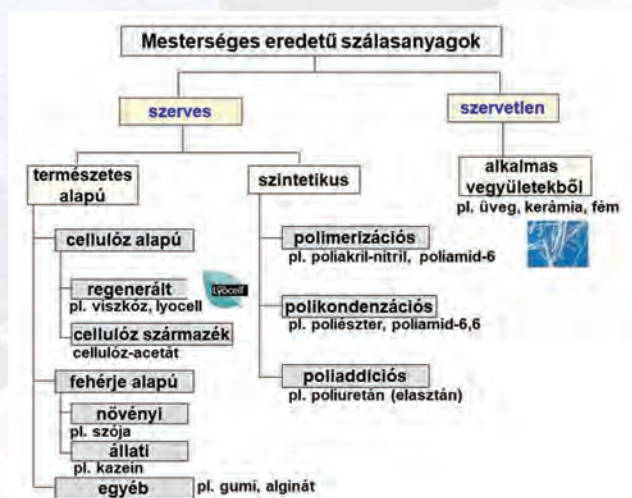 Mesterséges eredetű szálasanyagok
szerves
szervetlen
természetes
alapú
szintetikus
alkalmas
vegyületekből
pl. üveg, kerámia, fém
cellulóz alapú
regenerált
pl. viszkóz, lyocell
Lyocell
cellulóz származék
cellulóz-acetát
fehérje alapú
növényi
pl. szója
állati
pl. kazein
egyéb
pl. gumi, alginát
polimerizációs
pl. poliakril-nitril, poliamid-6
polikondenzációs
pl. poliészter, poliamid-6,6
poliaddíciós
pl. poliuretán (elasztán)